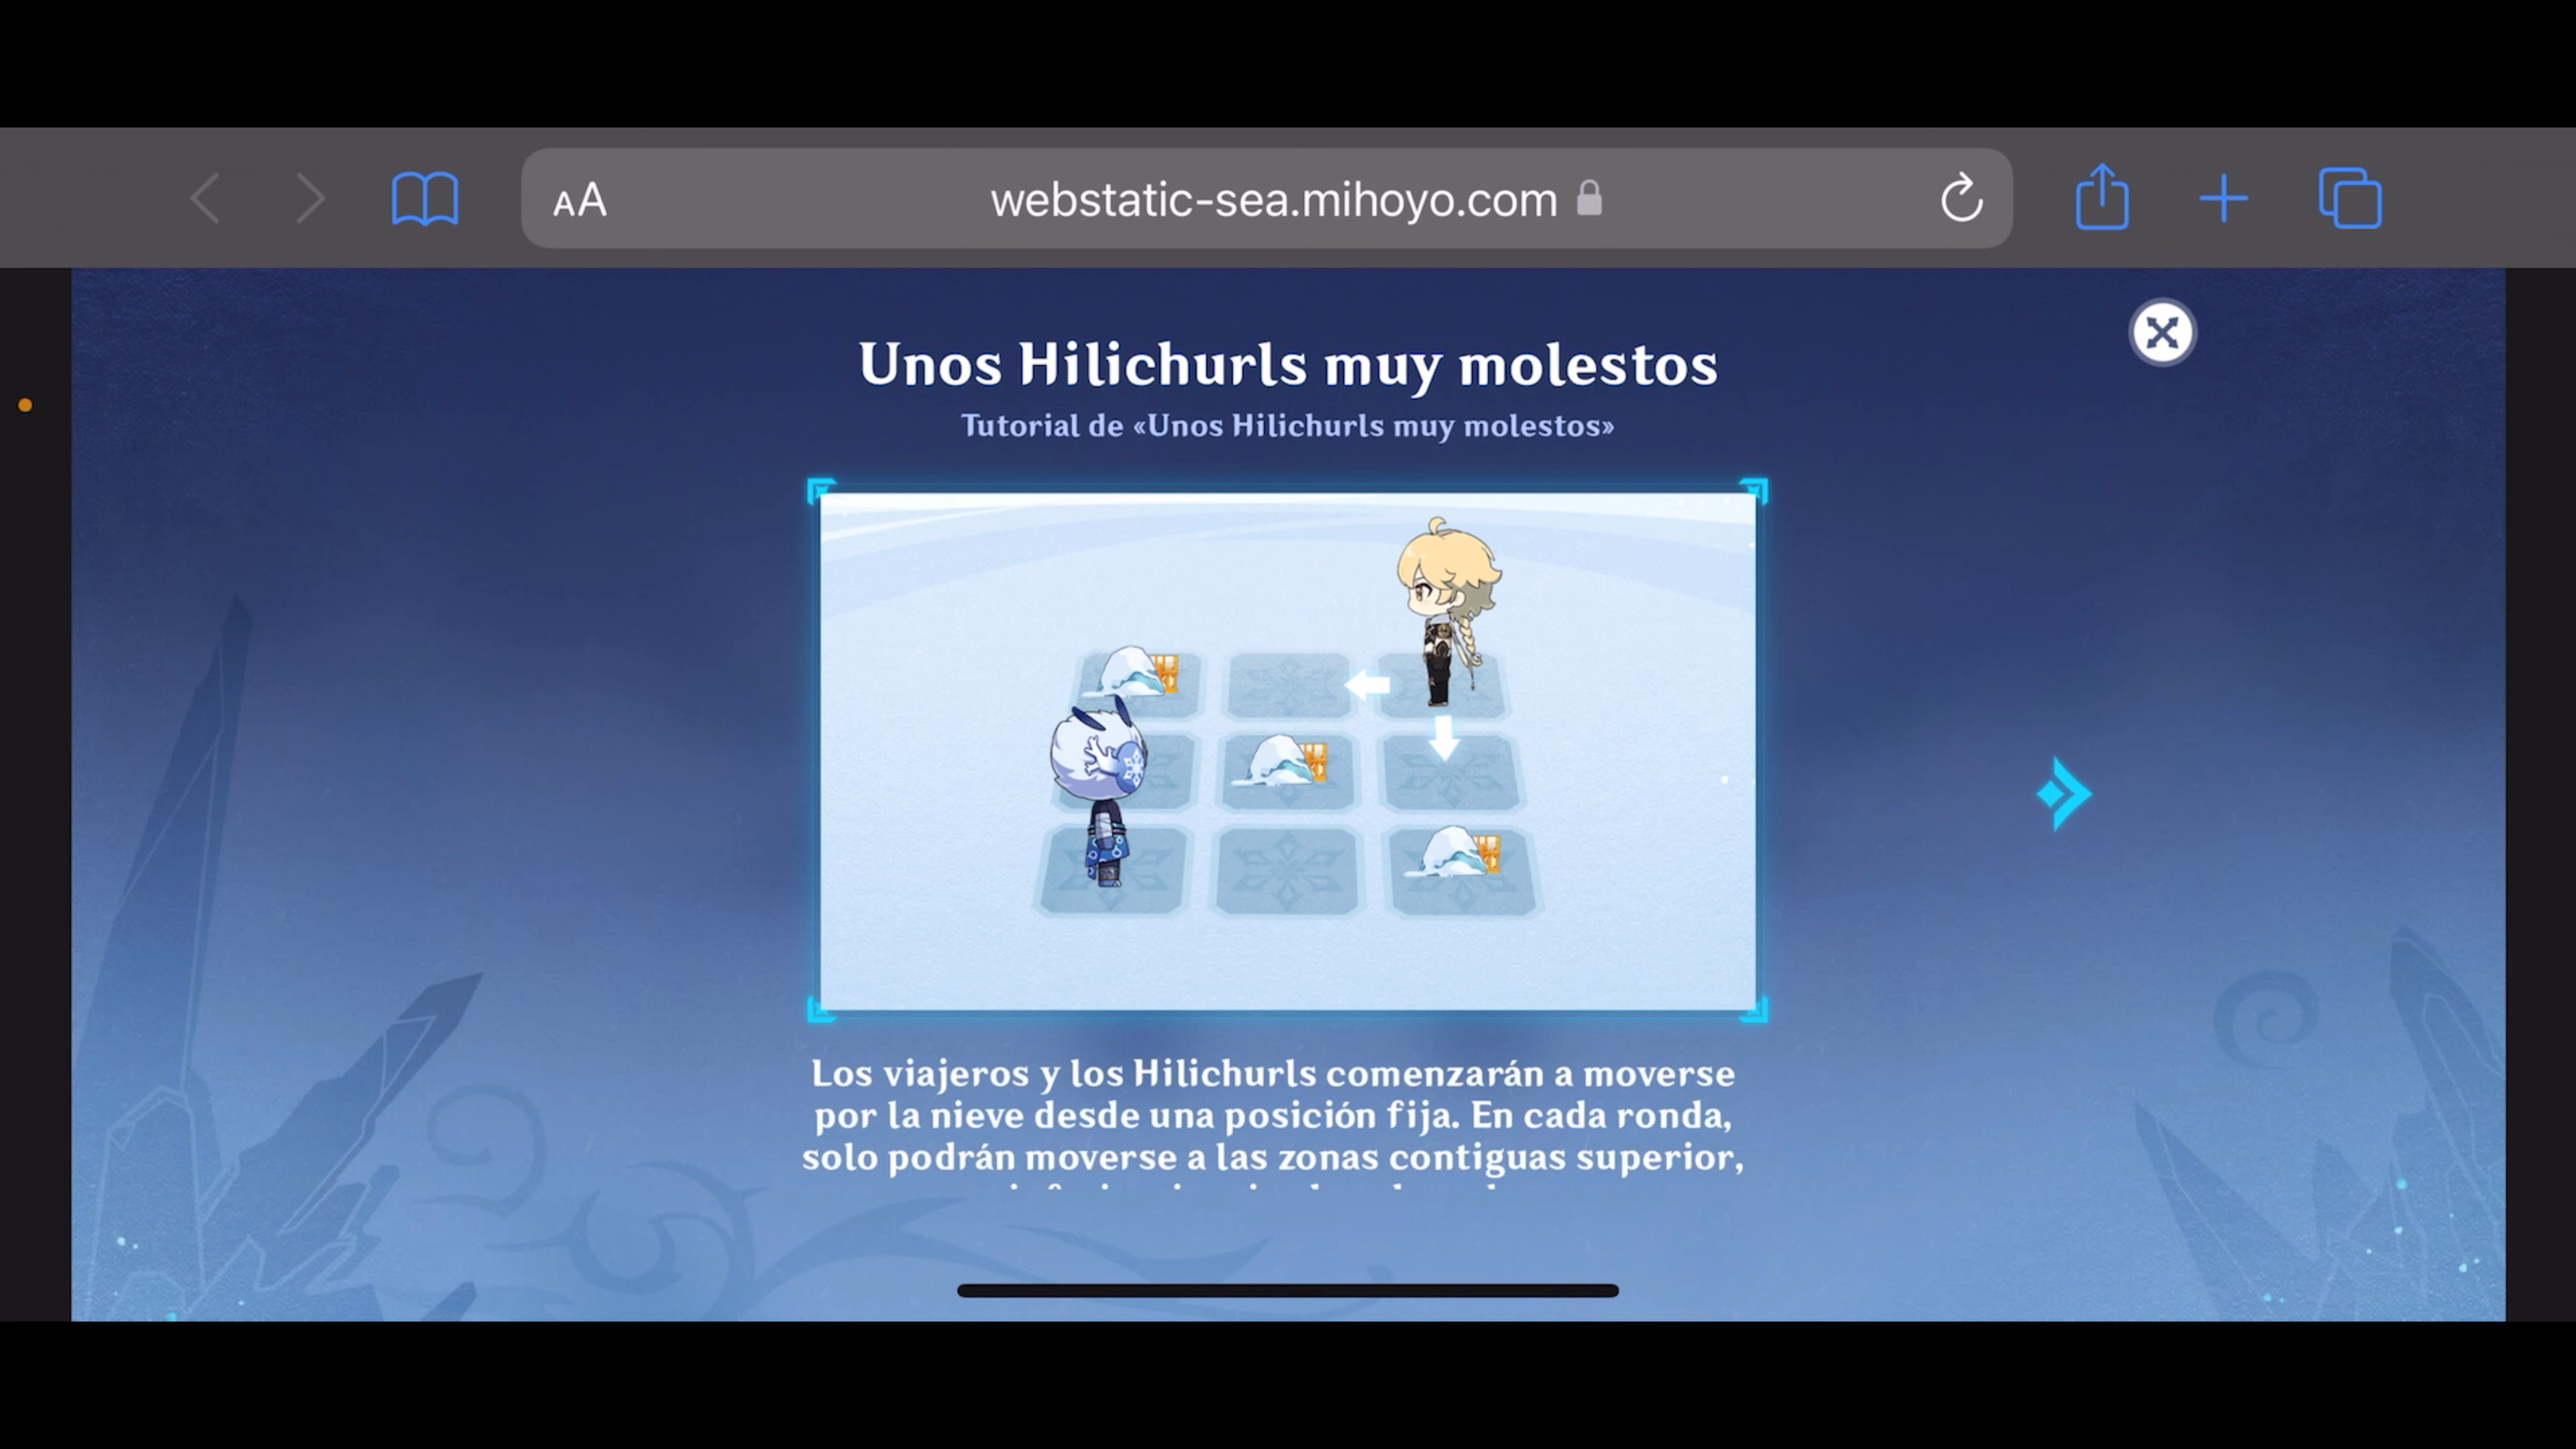 AA
webstatic-sea.mihoyo.com
Unos Hilichurls muy molestos
Tutorial de «Unos Hilichurls muy molestos»
Los viajeros y los Hilichurls comenzarán a moverse
por la nieve desde una posición fija. En cada ronda,
solo podrán moverse a las zonas contiguas superior,